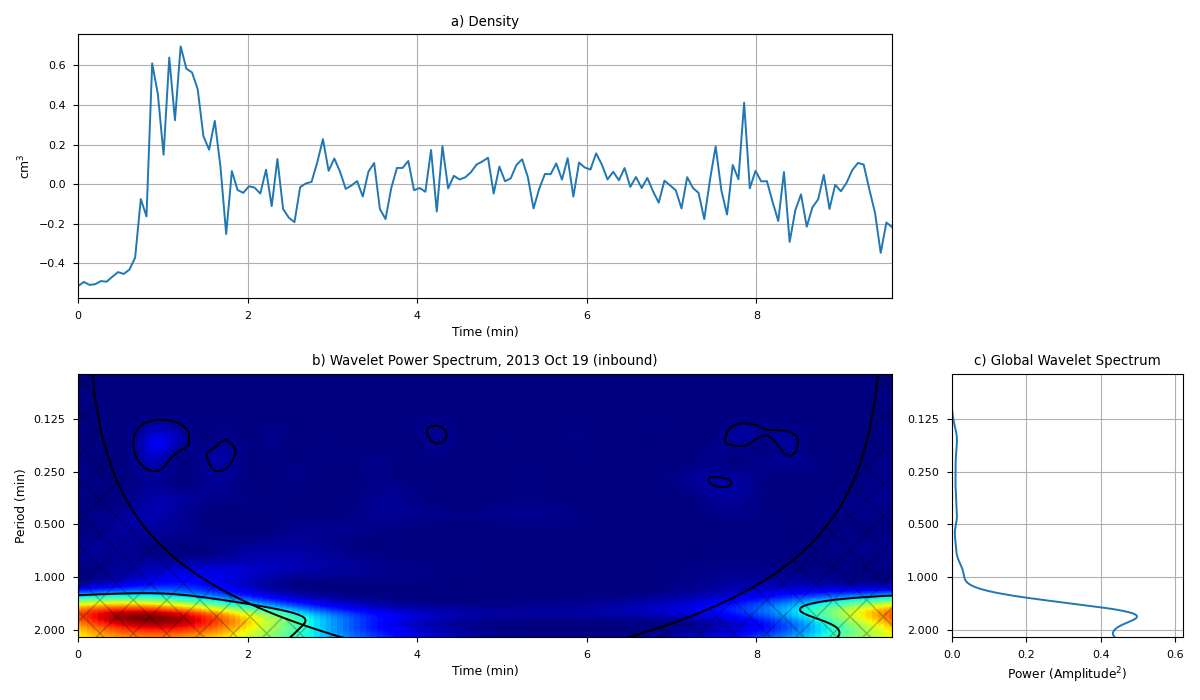 a) Density
0.6
0.4
0.2
0.0
−0.2
−0.4
cm³
0 2 4 6 8
Time (min)
b) Wavelet Power Spectrum, 2013 Oct 19 (inbound)
0.125
0.250
0.500
1.000
2.000
Period (min)
0 2 4 6 8
Time (min)
c) Global Wavelet Spectrum
0.125
0.250
0.500
1.000
2.000
0.0 0.2 0.4 0.6
Power (Amplitude²)